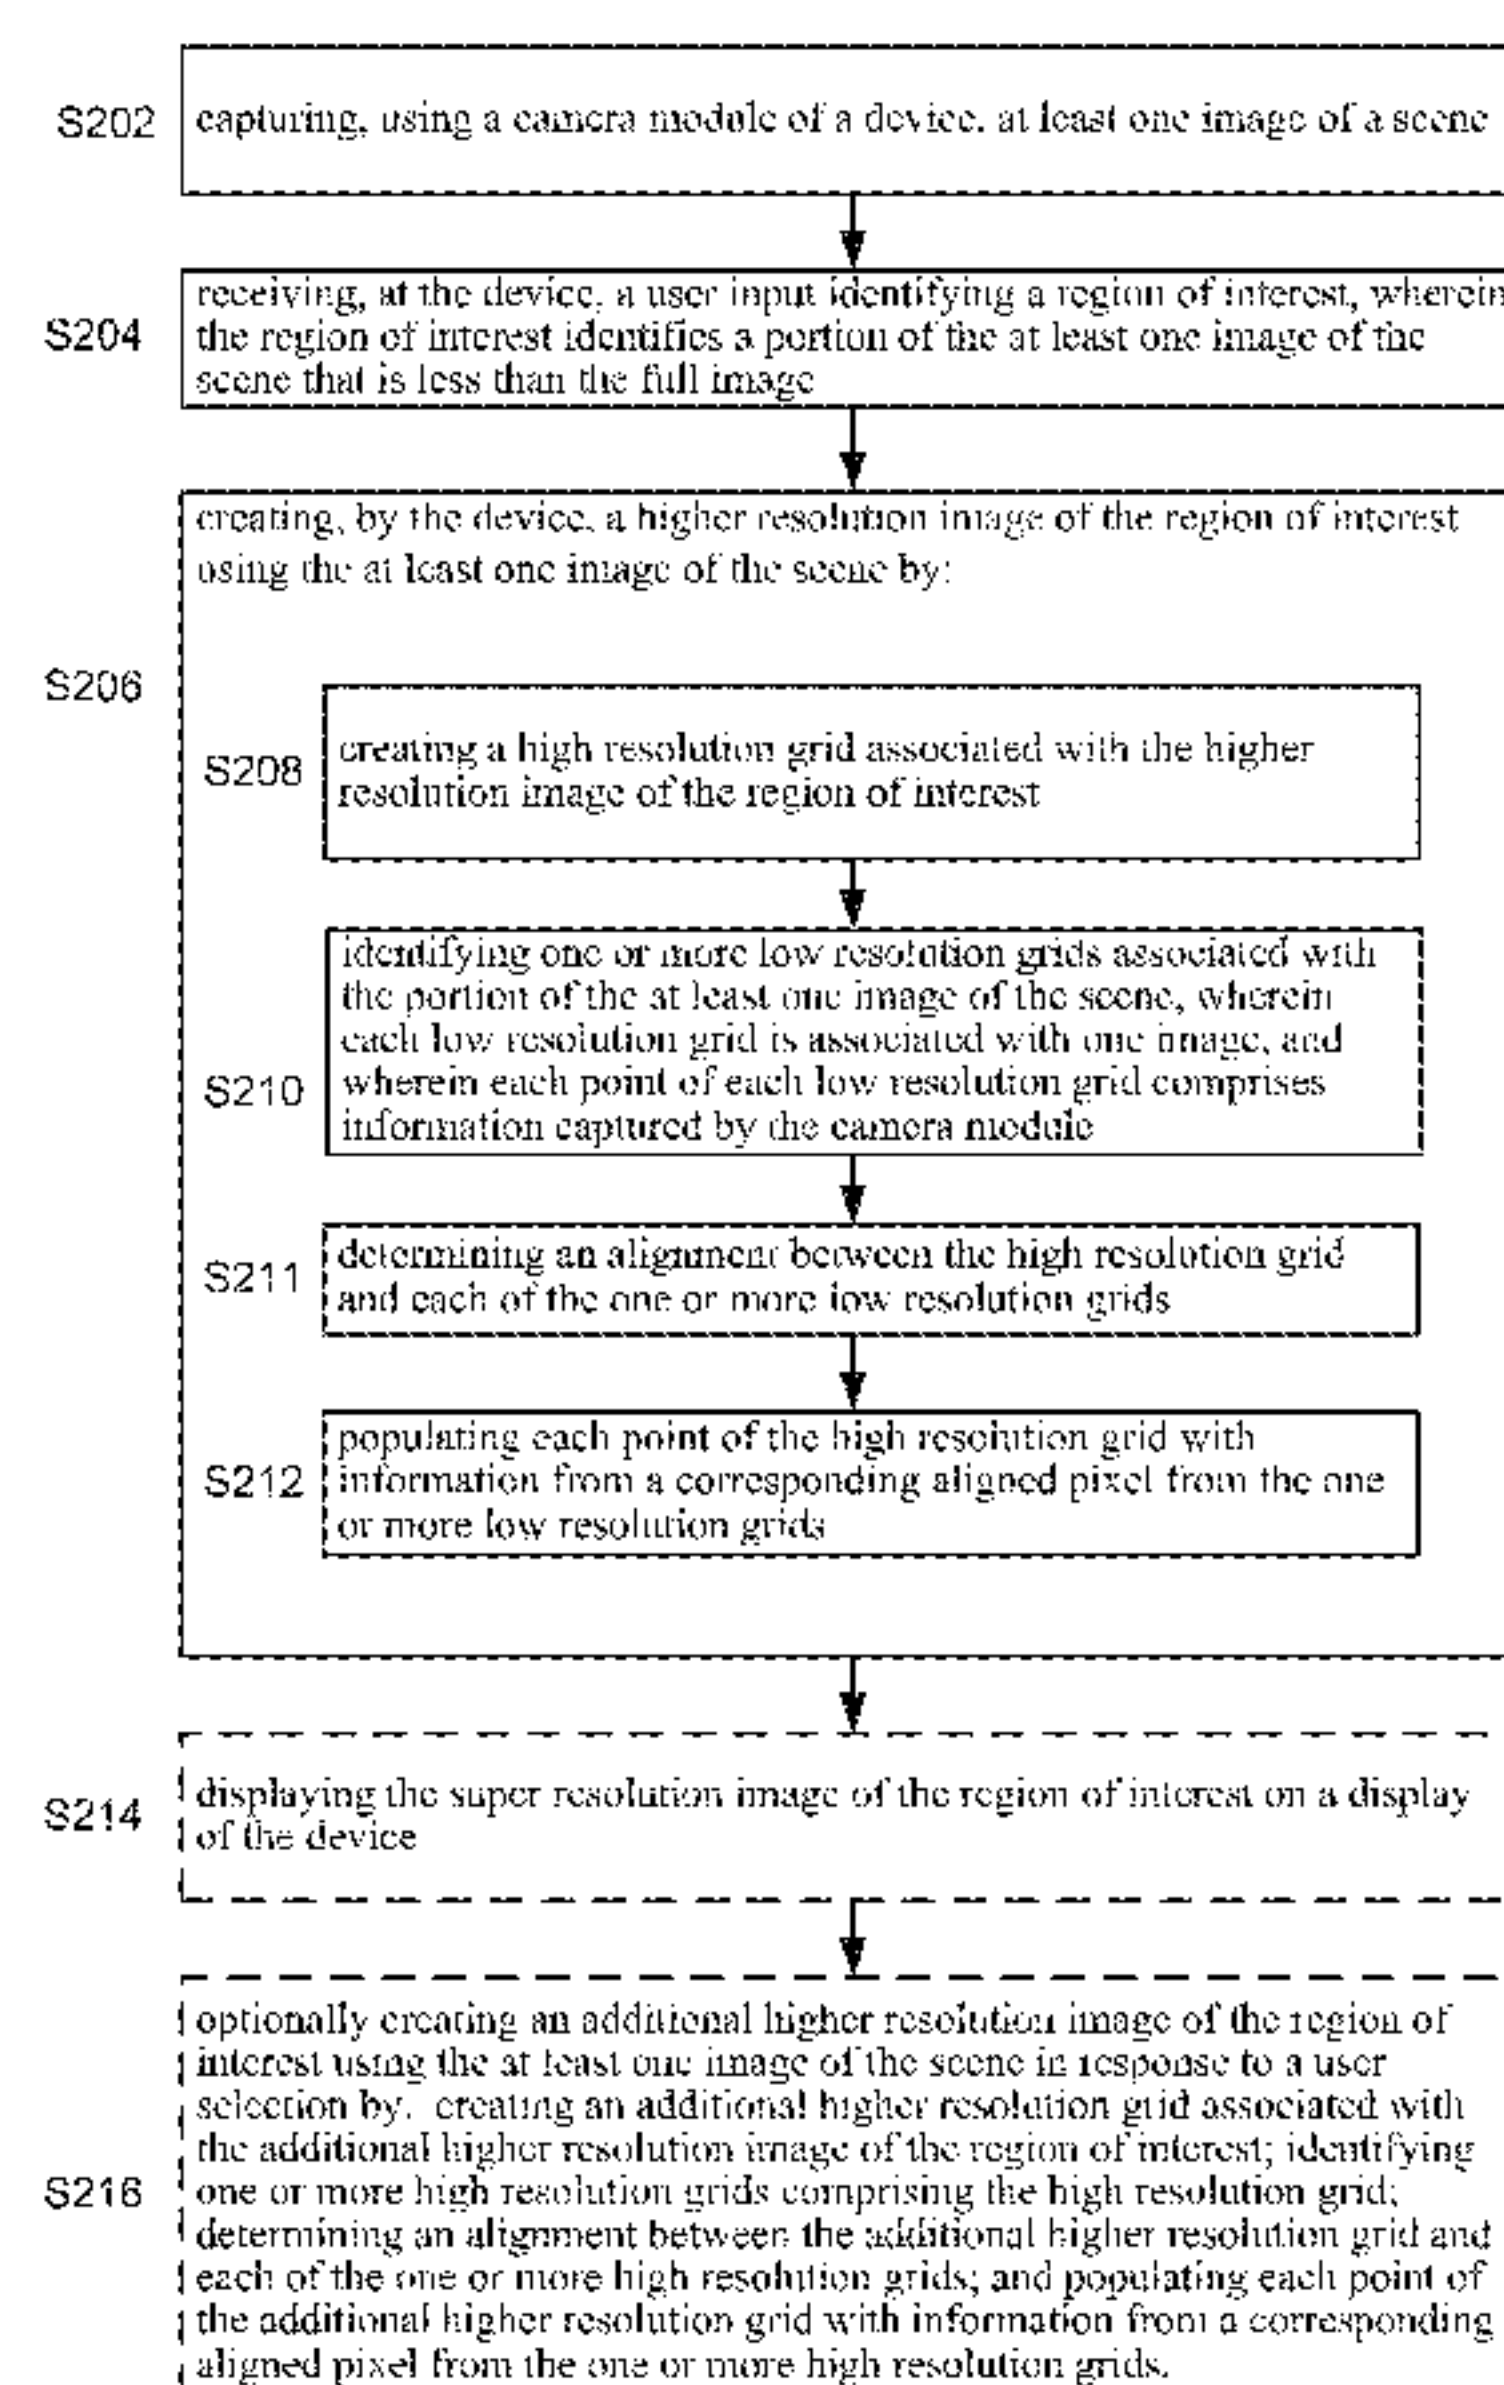 S202
capturing, using a camera module of a device, at least one image of a scene
S204
receiving, at the device, a user input identifying a region of interest, wherein
the region of interest identifies a portion of the at least one image of the
scene that is less than the full image
S206
creating, by the device, a higher resolution image of the region of interest
using the at least one image of the scene by:
S208
creating a high resolution grid associated with the higher
resolution image of the region of interest
S210
identifying one or more low resolution grids associated with
the portion of the at least one image of the scene, wherein
each low resolution grid is associated with one image, and
wherein each point of each low resolution grid comprises
information captured by the camera module
S211
determining an alignment between the high resolution grid
and each of the one or more low resolution grids
S212
populating each point of the high resolution grid with
information from a corresponding aligned pixel from the one
or more low resolution grids
S214
displaying the super resolution image of the region of interest on a display
of the device
S216
optionally creating an additional higher resolution image of the region of
interest using the at least one image of the scene in response to a user
selection by: creating an additional higher resolution grid associated with
the additional higher resolution image of the region of interest; identifying
one or more high resolution grids comprising the high resolution grid;
determining an alignment between the additional higher resolution grid and
each of the one or more high resolution grids; and populating each point of
the additional higher resolution grid with information from a corresponding
aligned pixel from the one or more high resolution grids.